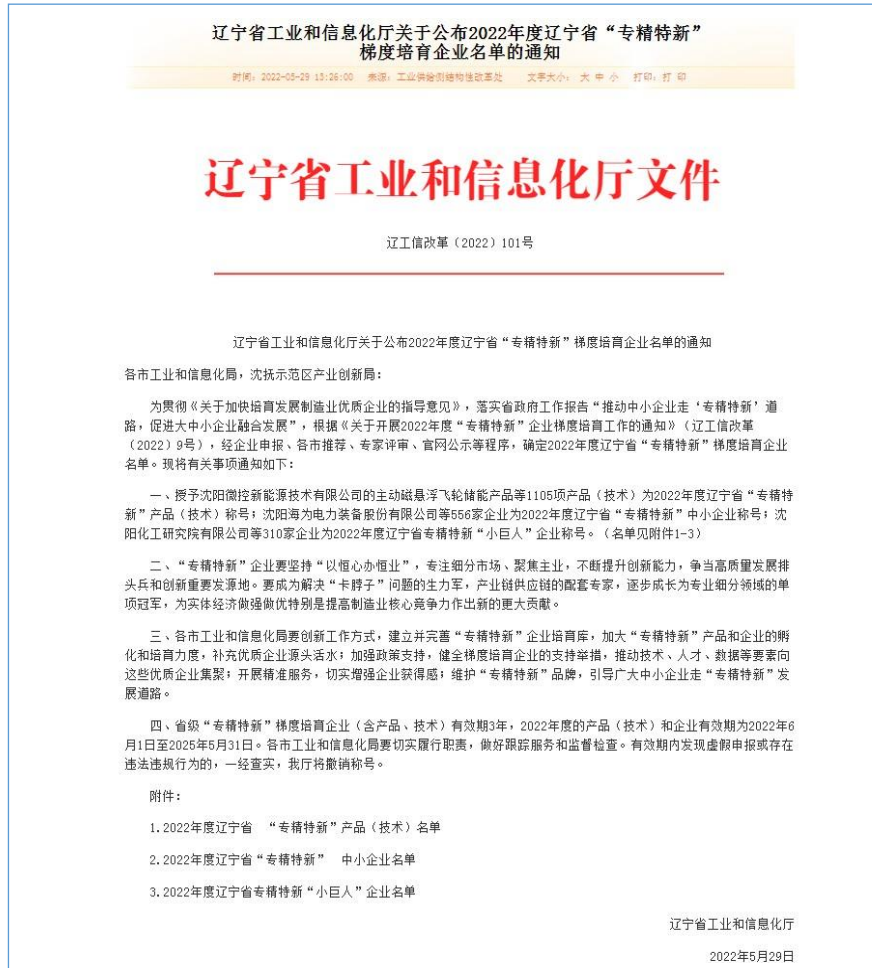 辽宁省工业和信息化厅关于公布2022年度辽宁省“专精特新”
梯度培育企业名单的通知
时间：2022-05-29 13:26:00 来源：工业供给侧结构性改革处 文字大小：大 中 小 打印：打 印
辽宁省工业和信息化厅文件
辽工信改革（2022）101号
辽宁省工业和信息化厅关于公布2022年度辽宁省“专精特新”梯度培育企业名单的通知
各市工业和信息化局，沈抚示范区产业创新局：
为贯彻《关于加快培育发展制造业优质企业的指导意见》，落实省政府工作报告“推动中小企业走‘专精特新’道
路，促进大中小企业融合发展”，根据《关于开展2022年度“专精特新”企业梯度培育工作的通知》（辽工信改革
（2022）9号），经企业申报、各市推荐、专家评审、官网公示等程序，确定2022年度辽宁省“专精特新”梯度培育企业
名单。现将有关事项通知如下：
一、授予沈阳微控新能源技术有限公司的主动磁悬浮飞轮储能产品等1105项产品（技术）为2022年度辽宁省“专精特
新”产品（技术）称号；沈阳海为电力装备股份有限公司等556家企业为2022年度辽宁省“专精特新”中小企业称号；沈
阳化工研究院有限公司等310家企业为2022年度辽宁省专精特新“小巨人”企业称号。（名单见附件1-3）
二、“专精特新”企业要坚持“以恒心办恒业”，专注细分市场、聚焦主业，不断提升创新能力，争当高质量发展排
头兵和创新重要发源地。要成为解决“卡脖子”问题的生力军，产业链供应链的配套专家，逐步成长为专业细分领域的单
项冠军，为实体经济做强做优特别是提高制造业核心竞争力作出新的更大贡献。
三、各市工业和信息化局要创新工作方式，建立并完善“专精特新”企业培育库，加大“专精特新”产品和企业的孵
化和培育力度，补充优质企业源头活水；加强政策支持，健全梯度培育企业的支持举措，推动技术、人才、数据等要素向
这些优质企业集聚；开展精准服务，切实增强企业获得感；维护“专精特新”品牌，引导广大中小企业走“专精特新”发
展道路。
四、省级“专精特新”梯度培育企业（含产品、技术）有效期3年，2022年度的产品（技术）和企业有效期为2022年6
月1日至2025年5月31日。各市工业和信息化局要切实履行职责，做好跟踪服务和监督检查。有效期内发现虚假申报或存在
违法违规行为的，一经查实，我厅将撤销称号。
附件：
1.2022年度辽宁省 “专精特新”产品（技术）名单
2.2022年度辽宁省“专精特新” 中小企业名单
3.2022年度辽宁省专精特新“小巨人”企业名单
辽宁省工业和信息化厅
2022年5月29日